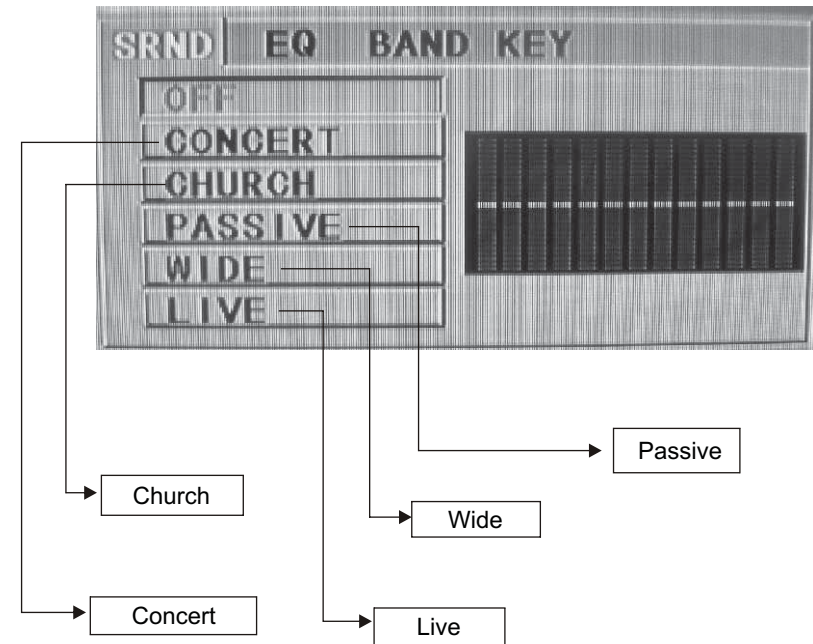 SRND EQ BAND KEY
OFF
CONCERT
CHURCH
PASSIVE
WIDE
LIVE
Passive
Church
Wide
Concert
Live